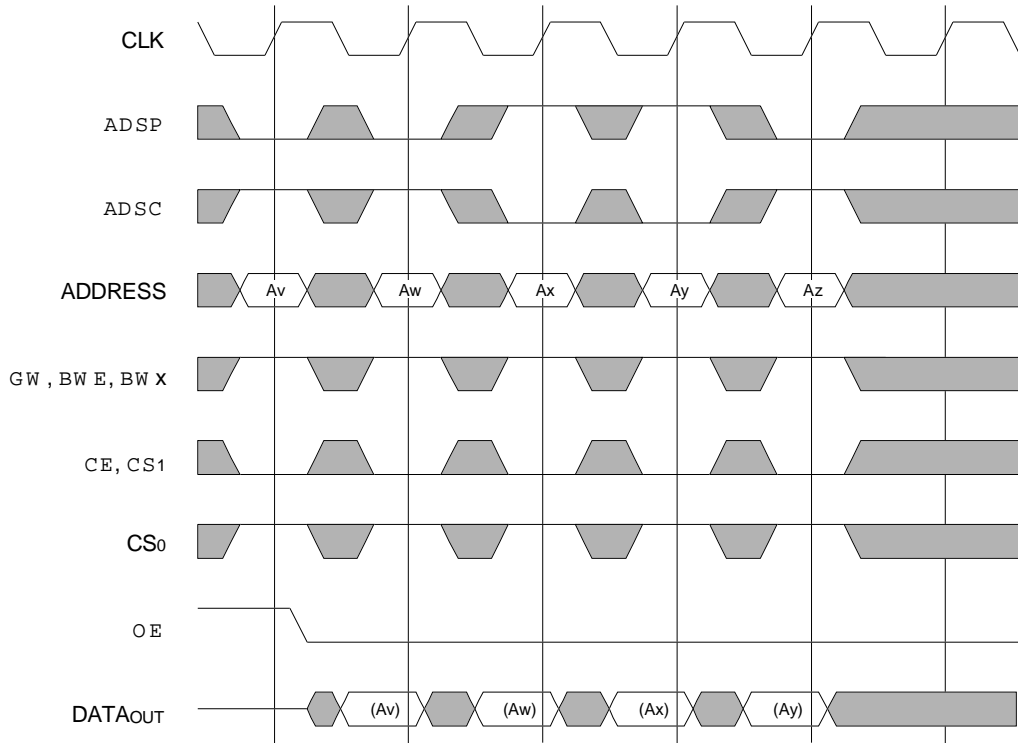 CLK
ADSP
ADSC
ADDRESS Av Aw Ax Ay Az
GW, BWE, BWx
CE, CS1
CS0
OE
DATAOUT (Av) (Aw) (Ax) (Ay)